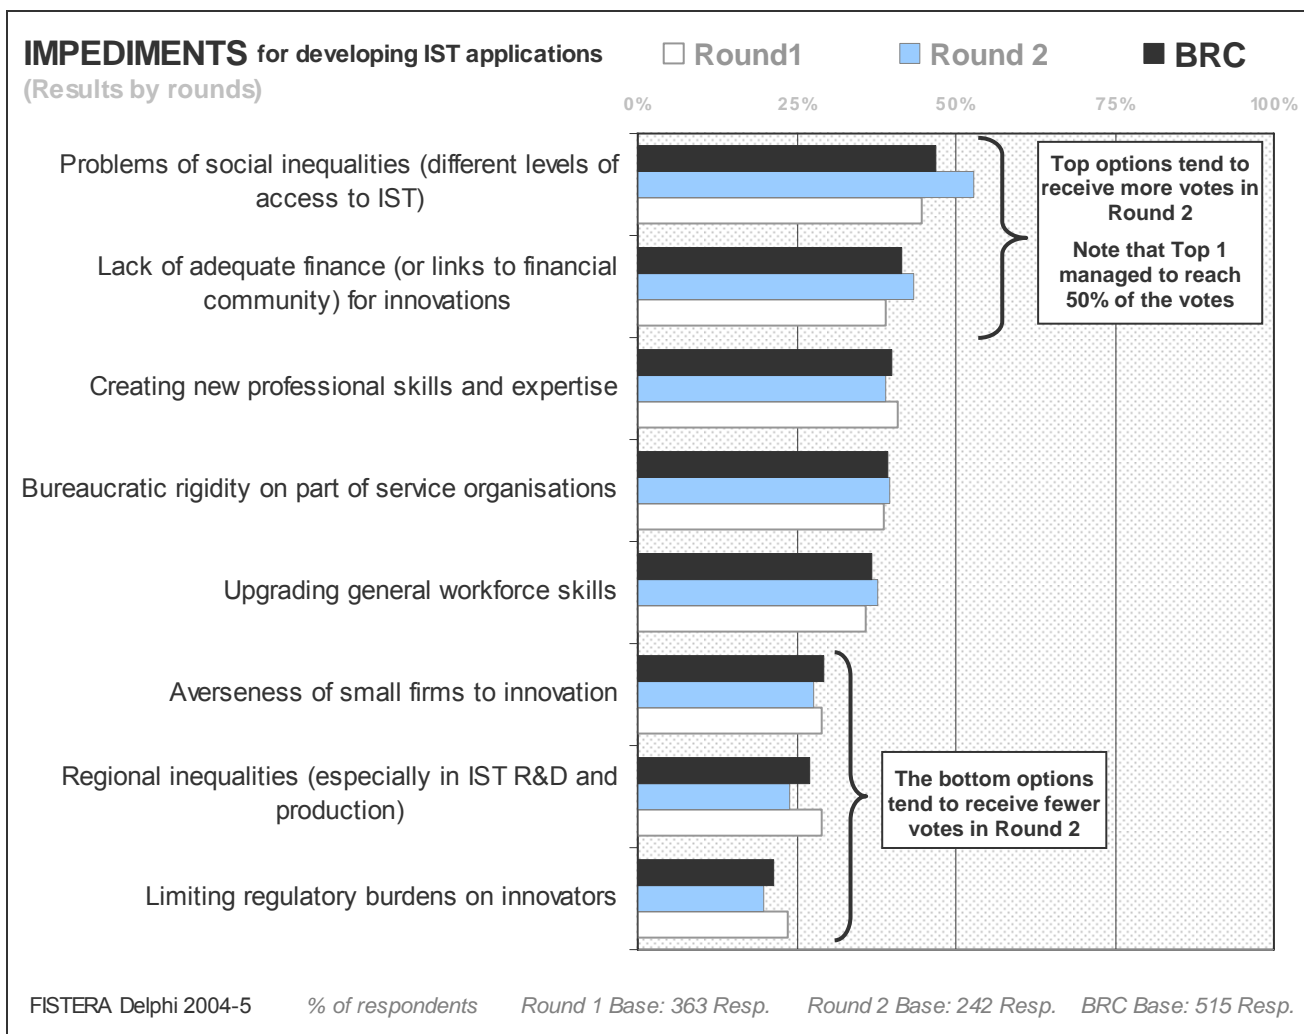 IMPEDIMENTS for developing IST applications
(Results by rounds)
Round1
Round 2
BRC
0%
25%
50%
75%
100%
Problems of social inequalities (different levels of
access to IST)
Lack of adequate finance (or links to financial
community) for innovations
Creating new professional skills and expertise
Bureaucratic rigidity on part of service organisations
Upgrading general workforce skills
Averseness of small firms to innovation
Regional inequalities (especially in IST R&D and
production)
Limiting regulatory burdens on innovators
Top options tend to
receive more votes in
Round 2
Note that Top 1
managed to reach
50% of the votes
The bottom options
tend to receive fewer
votes in Round 2
FISTERA Delphi 2004-5
% of respondents
Round 1 Base: 363 Resp.
Round 2 Base: 242 Resp.
BRC Base: 515 Resp.